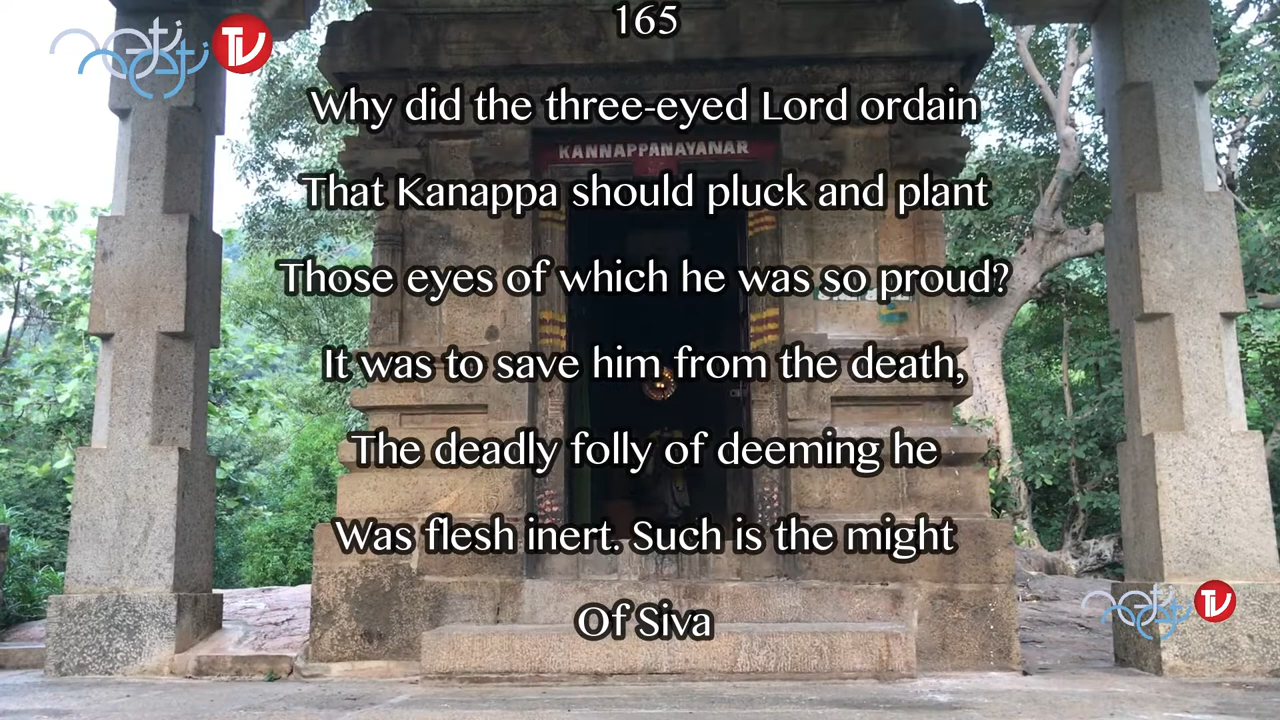 165
Why did the three-eyed Lord ordain
KANNAPPANAYANAR
That Kanappa should pluck and plant
Those eyes of which he was so proud?
It was to save him from the death,
The deadly folly of deeming he
Was flesh inert. Such is the might
Of Siva
TV
TV